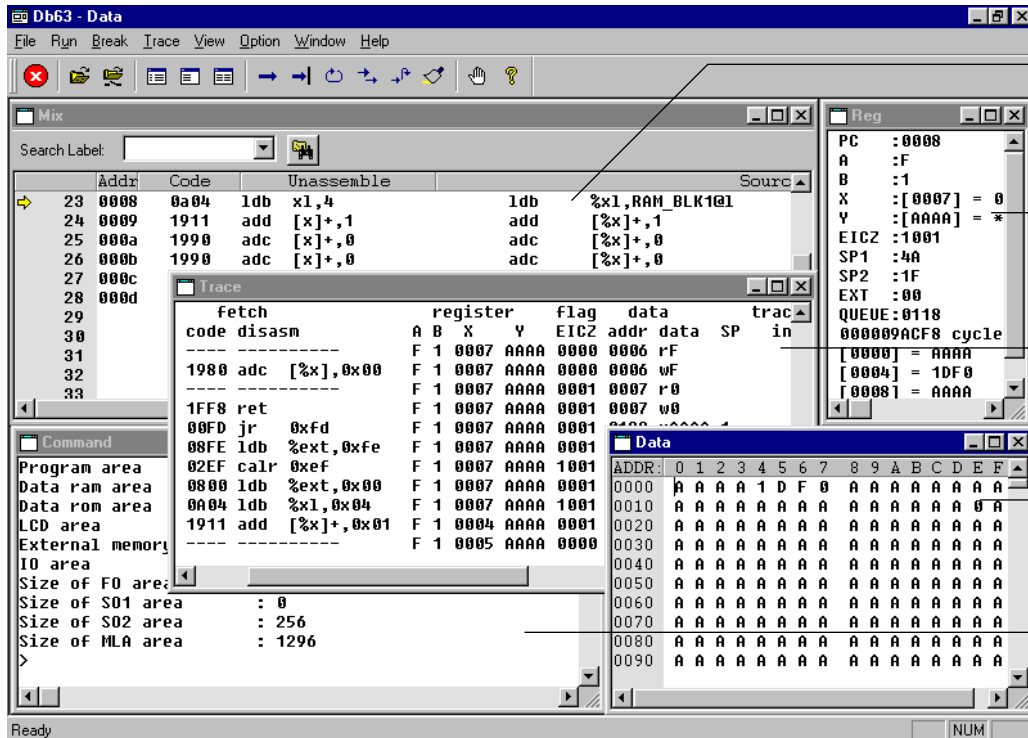 Db63 - Data
File Run Break Trace View Option Window Help
Mix
Search Label:
Addr Code Unassemble Sourc
23 0008 0a04 ldb xl,4 ldb %xl,RAM_BLK1@l
24 0009 1911 add [x]+,1 add [%x]+,1
25 000a 1990 adc [x]+,0 adc [%x]+,0
26 000b 1990 adc [x]+,0 adc [%x]+,0
27 000c
28 000d
29
30
31
32
33
Reg
PC :0008
A :F
B :1
X :[0007] = 0
Y :[AAAA] = *
EICZ :1001
SP1 :4A
SP2 :1F
EXT :00
QUEUE:0118
000009ACF8 cycle
[0000] = AAAA
[0004] = 1DF0
[0008] = AAAA
Trace
fetch register flag data trac
code disasm A B X Y EICZ addr data SP in
---- ---------- F 1 0007 AAAA 0000 0006 rF
1980 adc [%x],0x00 F 1 0007 AAAA 0000 0006 wF
---- ---------- F 1 0007 AAAA 0001 0007 r0
1FF8 ret F 1 0007 AAAA 0001 0007 w0
00FD jr 0xfd F 1 0007 AAAA 0001
08FE ldb %ext,0xfe F 1 0007 AAAA 0001
02EF calr 0xef F 1 0007 AAAA 1001
0800 ldb %ext,0x00 F 1 0007 AAAA 0001
0A04 ldb %xl,0x04 F 1 0007 AAAA 1001
1911 add [%x]+,0x01 F 1 0004 AAAA 0001
---- ---------- F 1 0005 AAAA 0000
Command
Program area
Data ram area
Data rom area
LCD area
External memory
IO area
Size of FO area
Size of SO1 area : 0
Size of SO2 area : 256
Size of MLA area : 1296
>
Data
ADDR: 0 1 2 3 4 5 6 7 8 9 A B C D E F
0000 A A A A 1 D F 0 A A A A A A A A
0010 A A A A A A A A A A A A A A 0 A
0020 A A A A A A A A A A A A A A A A
0030 A A A A A A A A A A A A A A A A
0040 A A A A A A A A A A A A A A A A
0050 A A A A A A A A A A A A A A A A
0060 A A A A A A A A A A A A A A A A
0070 A A A A A A A A A A A A A A A A
0080 A A A A A A A A A A A A A A A A
0090 A A A A A A A A A A A A A A A A
Ready NUM